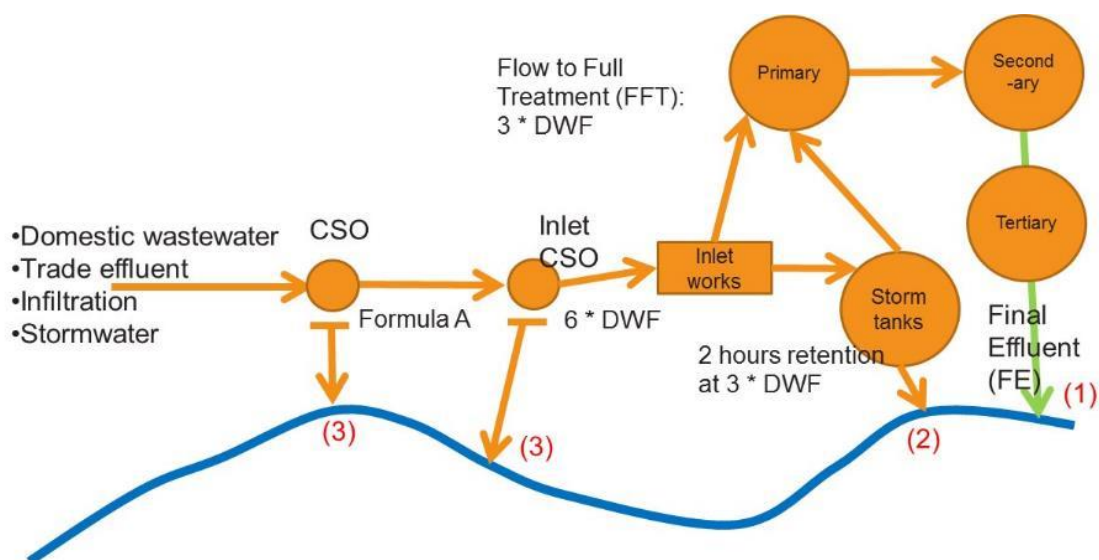 •Domestic wastewater
•Trade effluent
•Infiltration
•Stormwater
CSO
Formula A
(3)
Inlet
CSO
6 * DWF
(3)
Flow to Full
Treatment (FFT):
3 * DWF
Inlet
works
Primary
Second
-ary
Tertiary
Storm
tanks
2 hours retention
at 3 * DWF
(2)
Final
Effluent
(FE)
(1)